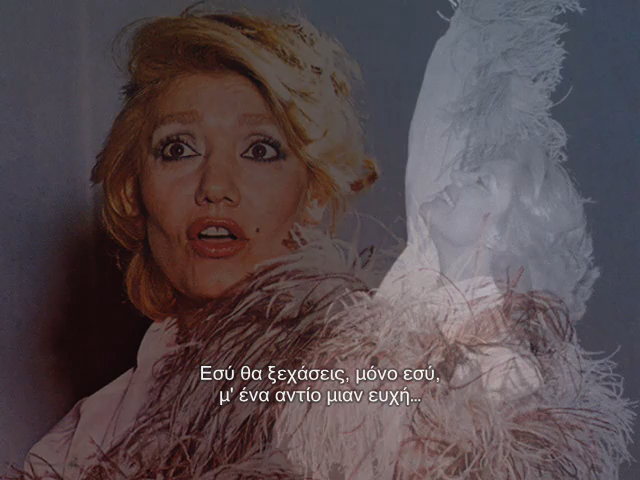 Εσύ θα ξεχάσεις, μόνο εσύ,
μ' ένα αντίο μιαν ευχή...